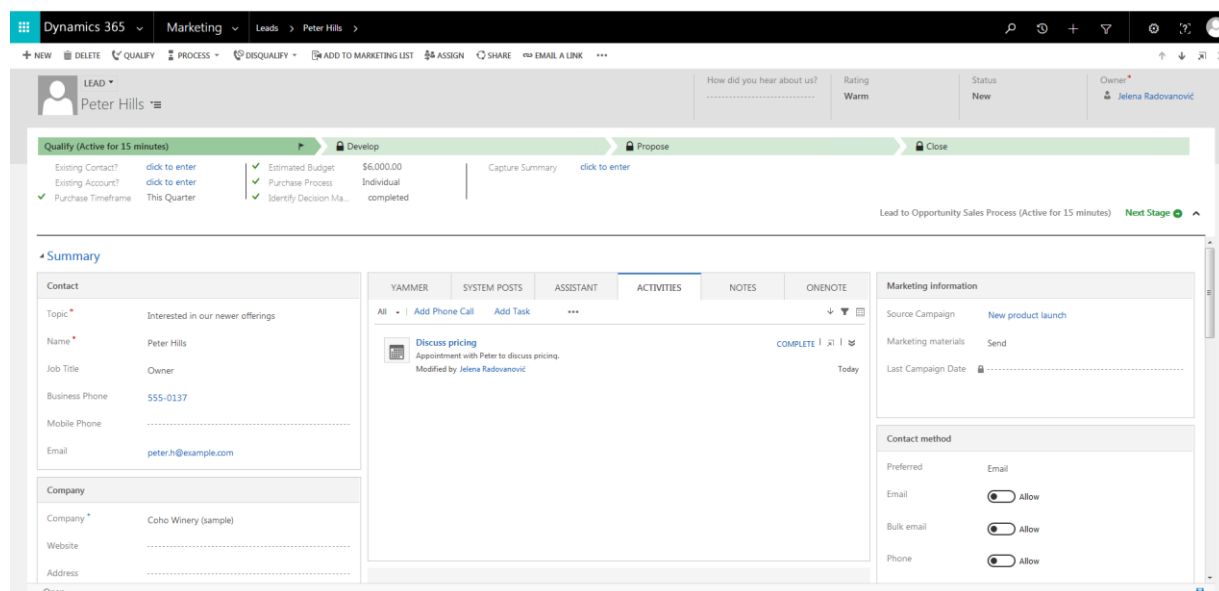 Dynamics 365 Marketing Leads > Peter Hills >
NEW DELETE QUALIFY PROCESS DISQUALIFY ADD TO MARKETING LIST ASSIGN SHARE EMAIL A LINK
LEAD
Peter Hills
How did you hear about us?
Rating
Warm
Status
New
Owner*
Jelena Radovanović
Qualify (Active for 15 minutes) Develop Propose Close
Existing Contact? click to enter
Existing Account? click to enter
Purchase Timeframe This Quarter
Estimated Budget $6,000.00
Purchase Process Individual
Identify Decision Ma... completed
Capture Summary click to enter
Lead to Opportunity Sales Process (Active for 15 minutes) Next Stage
Summary
Contact
Topic* Interested in our newer offerings
Name* Peter Hills
Job Title Owner
Business Phone 555-0137
Mobile Phone
Email peter.h@example.com
Company
Company* Coho Winery (sample)
Website
Address
YAMMER SYSTEM POSTS ASSISTANT ACTIVITIES NOTES ONENOTE
All Add Phone Call Add Task
Discuss pricing COMPLETE
Appointment with Peter to discuss pricing.
Modified by Jelena Radovanović Today
Marketing information
Source Campaign New product launch
Marketing materials Send
Last Campaign Date
Contact method
Preferred Email
Email Allow
Bulk email Allow
Phone Allow